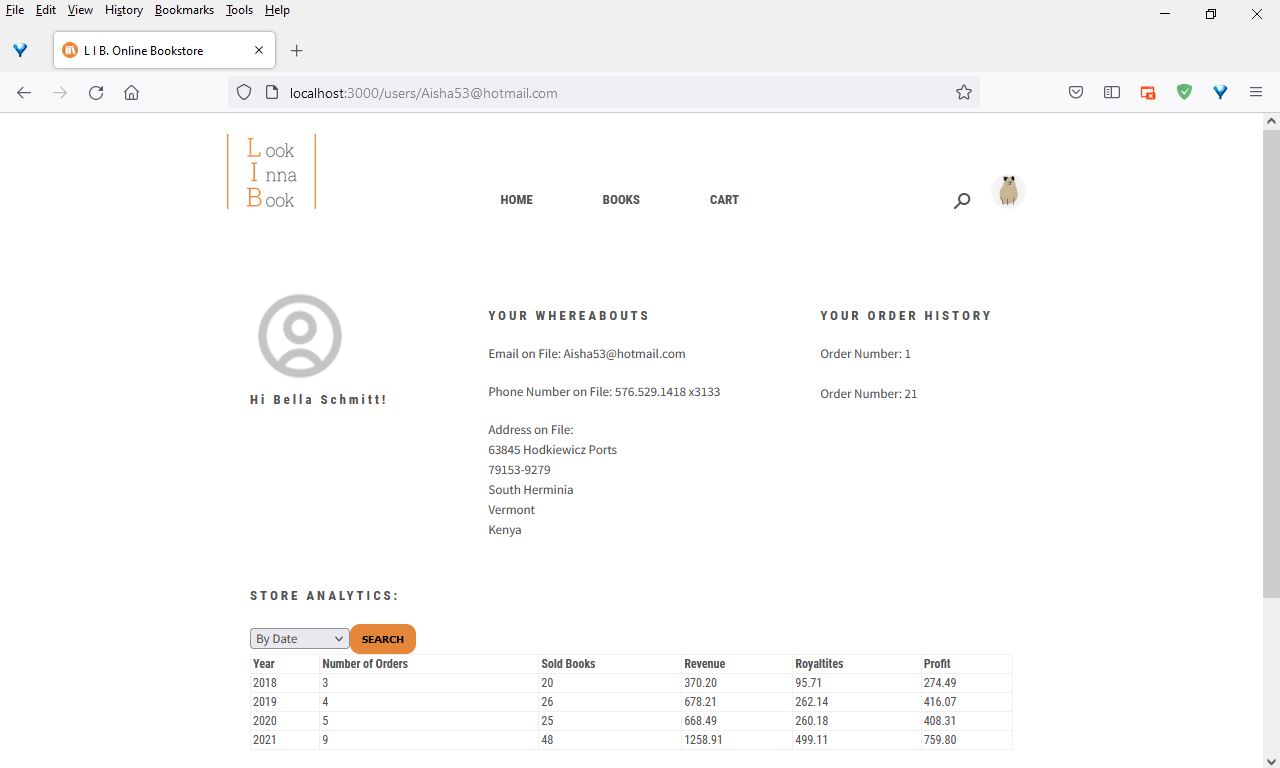 File Edit View History Bookmarks Tools Help
L I B. Online Bookstore
localhost:3000/users/Aisha53@hotmail.com
Look
Inna
Book
HOME BOOKS CART
YOUR WHEREABOUTS
YOUR ORDER HISTORY
Email on File: Aisha53@hotmail.com
Order Number: 1
Phone Number on File: 576.529.1418 x3133
Order Number: 21
Hi Bella Schmitt!
Address on File:
63845 Hodkiewicz Ports
79153-9279
South Herminia
Vermont
Kenya
STORE ANALYTICS:
By Date SEARCH
Year Number of Orders Sold Books Revenue Royaltites Profit
2018 3 20 370.20 95.71 274.49
2019 4 26 678.21 262.14 416.07
2020 5 25 668.49 260.18 408.31
2021 9 48 1258.91 499.11 759.80